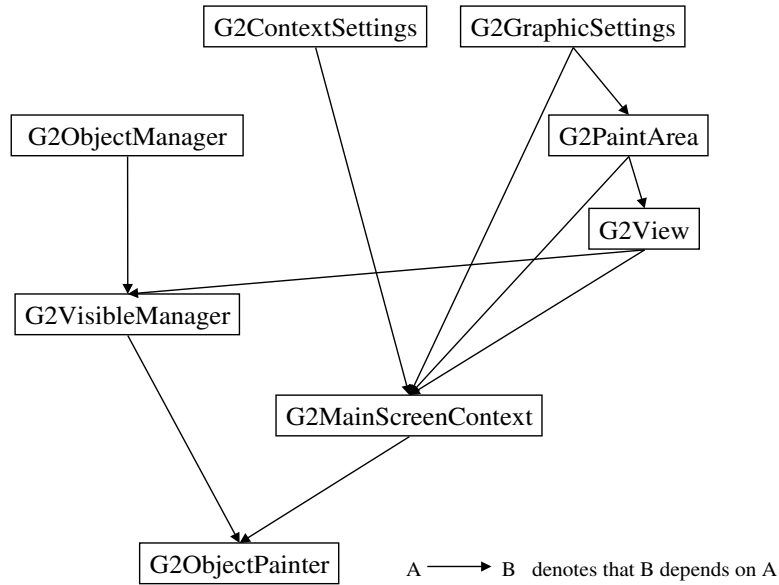 G2ContextSettings
G2GraphicSettings
G2ObjectManager
G2PaintArea
G2View
G2VisibleManager
G2MainScreenContext
G2ObjectPainter
A B denotes that B depends on A